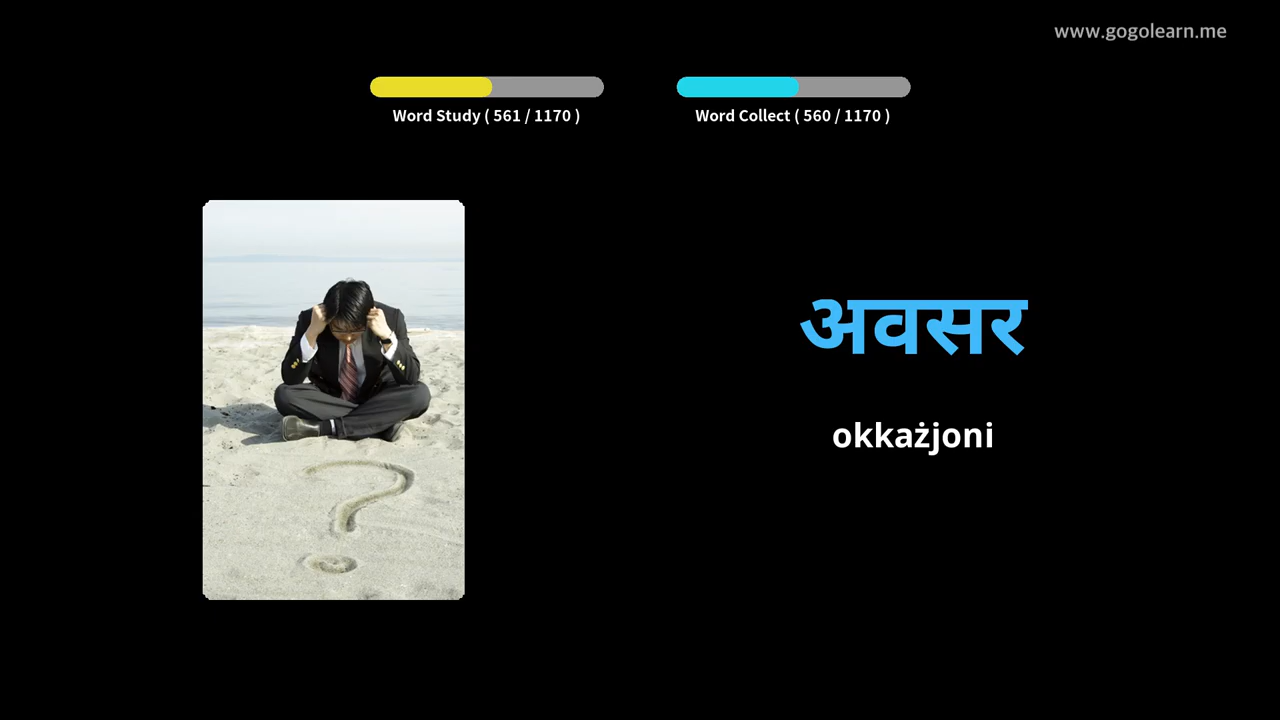 www.gogolearn.me
Word Study ( 561 / 1170 )
Word Collect ( 560 / 1170 )
अवसर
okkażjoni
?